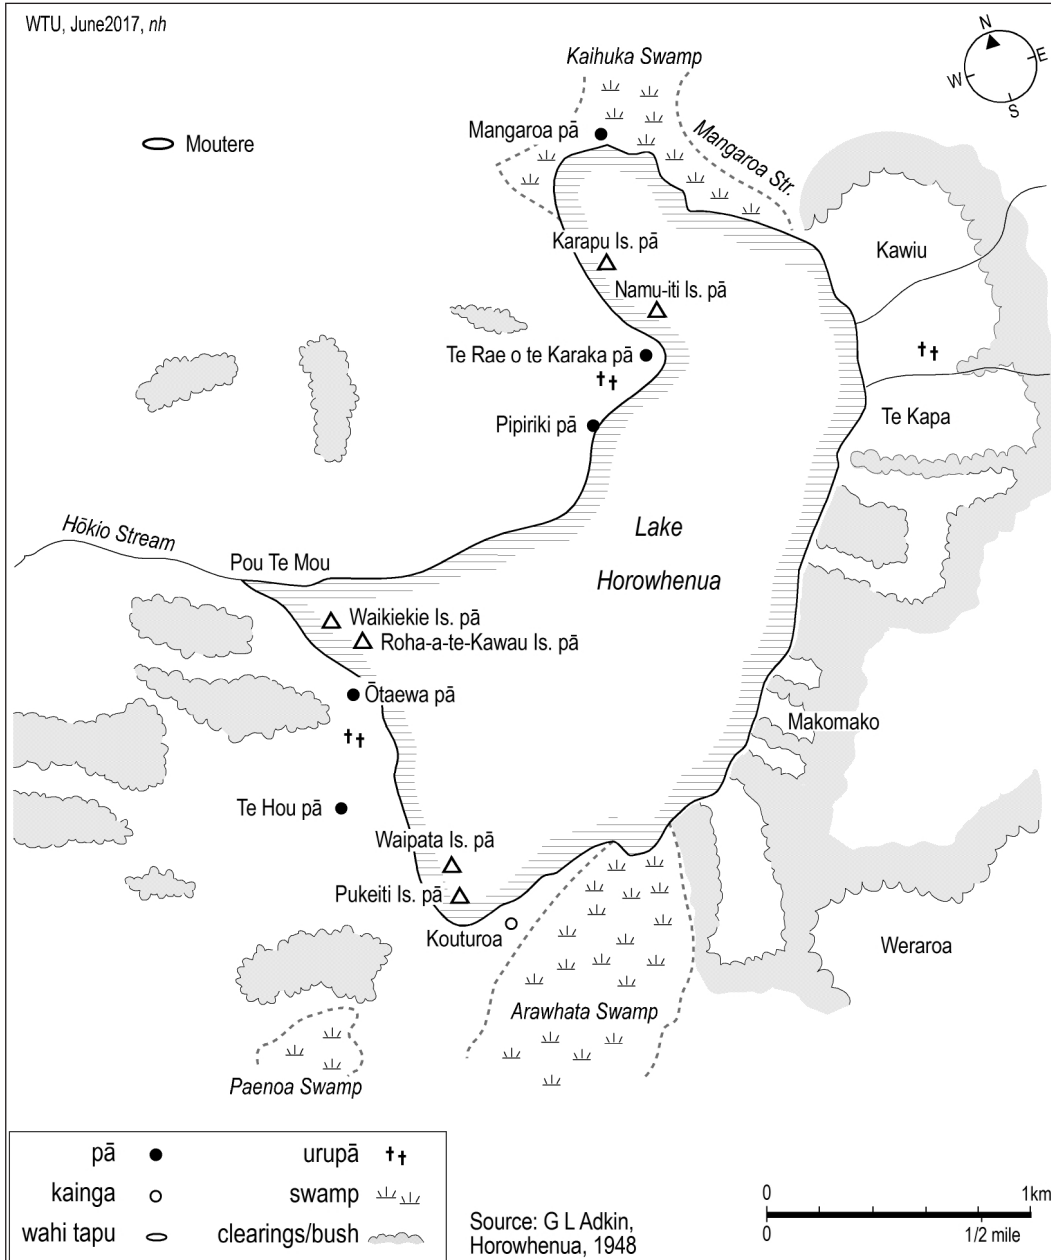 WTU, June2017, nh
N
E
W
S
Kaihuka Swamp
Mangaroa pā
Mangaroa Str.
Moutere
Karapu Is. pā
Kawiu
Namu-iti Is. pā
Te Rae o te Karaka pā
Pipiriki pā
Te Kapa
Lake
Horowhenua
Hōkio Stream
Pou Te Mou
Waikiekie Is. pā
Roha-a-te-Kawau Is. pā
Ōtaewa pā
Makomako
Te Hou pā
Waipata Is. pā
Pukeiti Is. pā
Kouturoa
Weraroa
Arawhata Swamp
Paenoa Swamp
pā
urupā
kainga
swamp
wahi tapu
clearings/bush
Source: G L Adkin,
Horowhenua, 1948
0
1km
0
1/2 mile